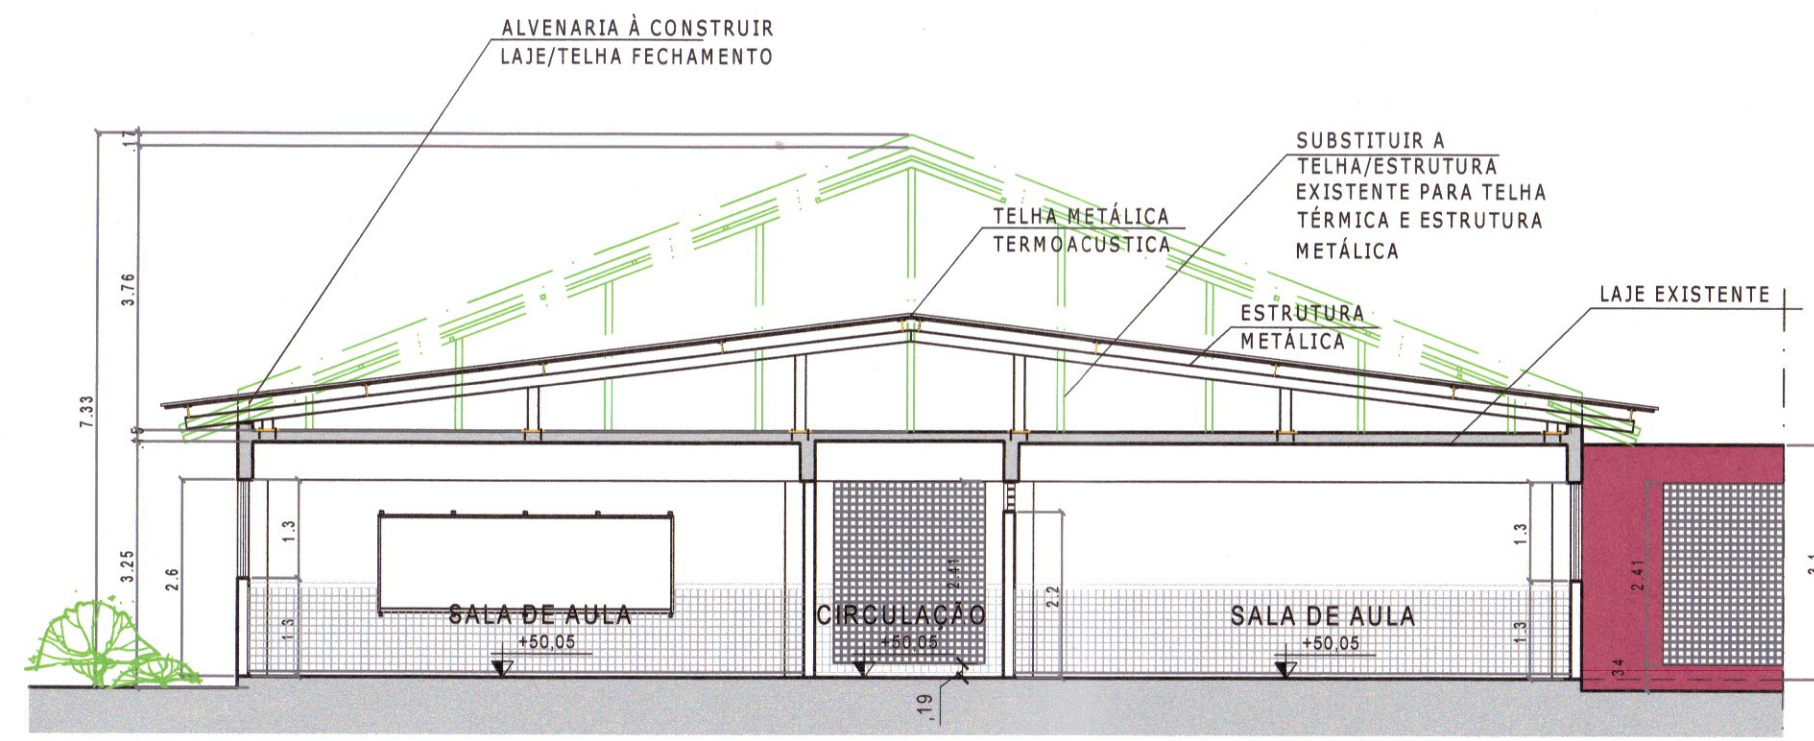 ALVENARIA À CONSTRUIR
LAJE/TELHA FECHAMENTO
SUBSTITUIR A
TELHA/ESTRUTURA
EXISTENTE PARA TELHA
TÉRMICA E ESTRUTURA
METÁLICA
TELHA METÁLICA
TERMOACUSTICA
LAJE EXISTENTE
ESTRUTURA
METÁLICA
17
3.76
7.33
3.25
2.6
1.3
1.3
SALA DE AULA
+50,05
2.41
CIRCULAÇÃO
+50,05
,19
2.2
SALA DE AULA
+50,05
1.3
1.3
2.41
34